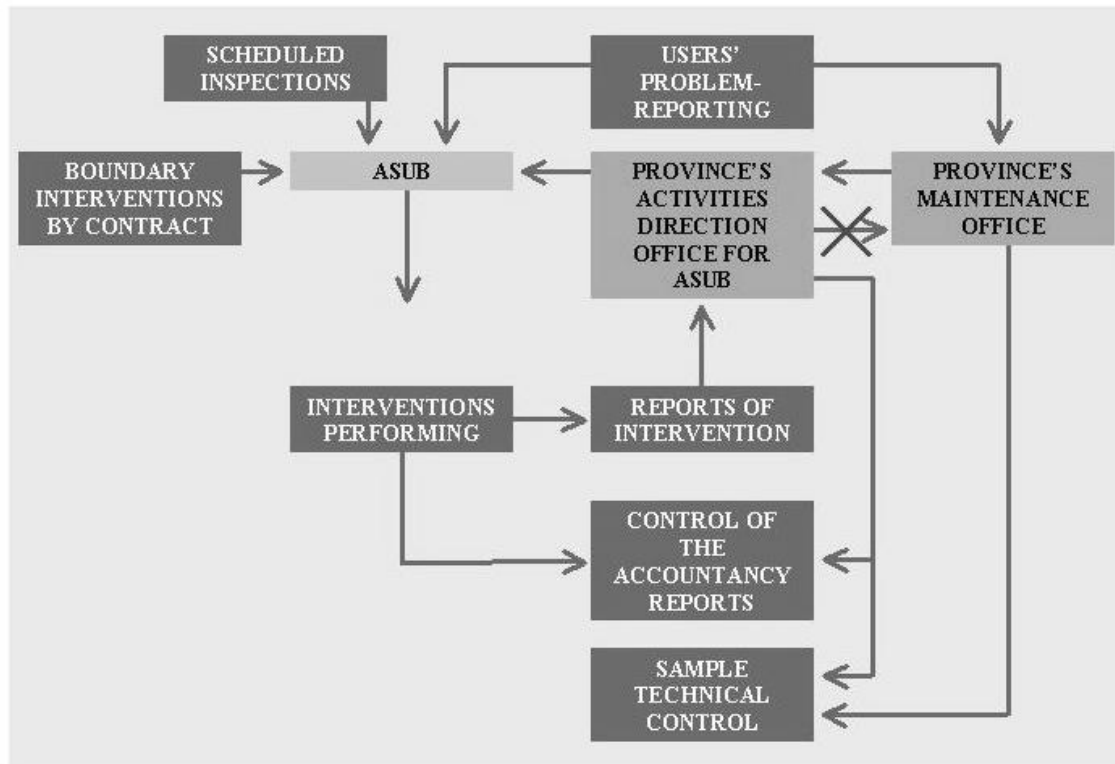 SCHEDULED
INSPECTIONS
USERS'
PROBLEM-
REPORTING
BOUNDARY
INTERVENTIONS
BY CONTRACT
ASUB
PROVINCE'S
ACTIVITIES
DIRECTION
OFFICE FOR
ASUB
PROVINCE'S
MAINTENANCE
OFFICE
INTERVENTIONS
PERFORMING
REPORTS OF
INTERVENTION
CONTROL OF
THE
ACCOUNTANCY
REPORTS
SAMPLE
TECHNICAL
CONTROL